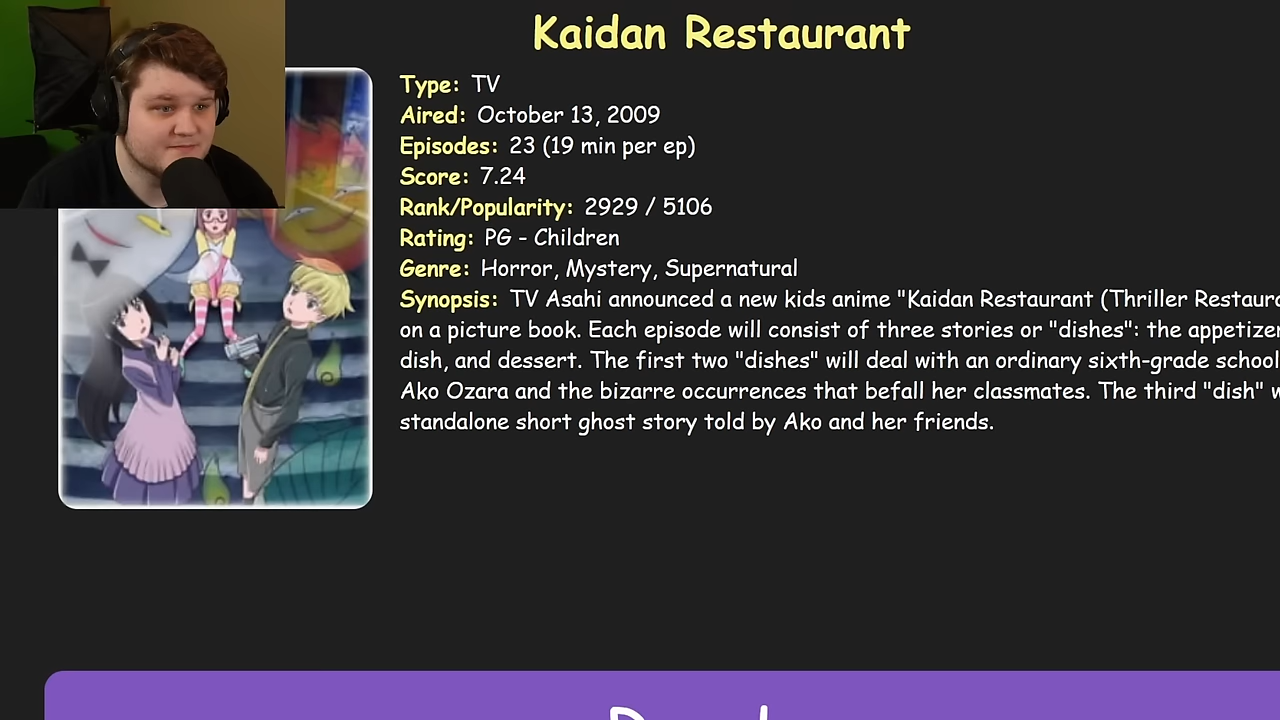 Kaidan Restaurant
Type: TV
Aired: October 13, 2009
Episodes: 23 (19 min per ep)
Score: 7.24
Rank/Popularity: 2929 / 5106
Rating: PG - Children
Genre: Horror, Mystery, Supernatural
Synopsis: TV Asahi announced a new kids anime "Kaidan Restaurant (Thriller
on a picture book. Each episode will consist of three stories or "dishes": the
dish, and dessert. The first two "dishes" will deal with an ordinary sixth-grade
Ako Ozara and the bizarre occurrences that befall her classmates. The third "dish"
standalone short ghost story told by Ako and her friends.